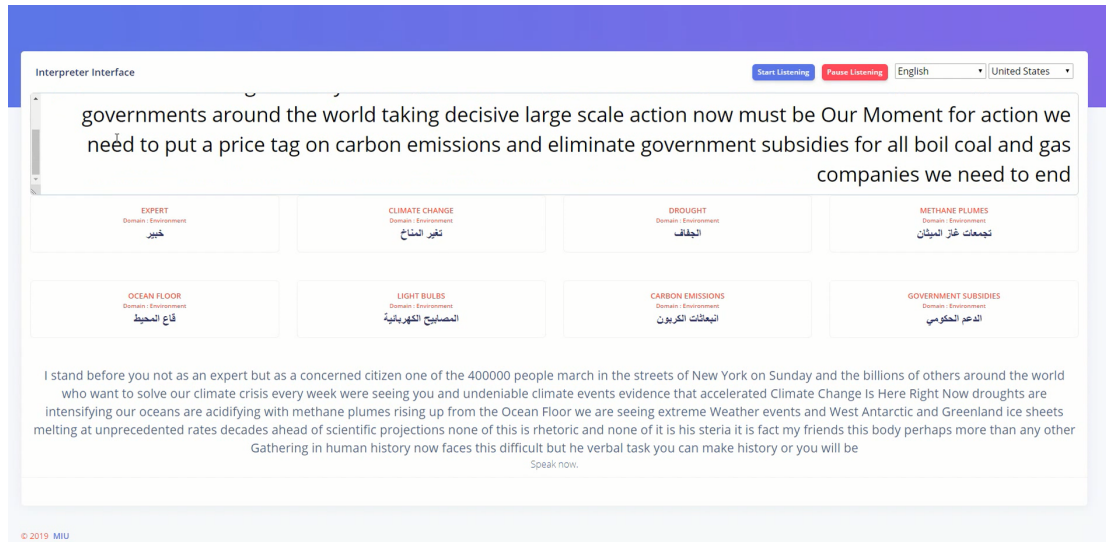 Interpreter Interface
Start Listening
Pause Listening
English
United States
governments around the world taking decisive large scale action now must be Our Moment for action we
need to put a price tag on carbon emissions and eliminate government subsidies for all boil coal and gas
companies we need to end
EXPERT
Domain : Environment
خبير
CLIMATE CHANGE
Domain : Environment
تغير المناخ
DROUGHT
Domain : Environment
الجفاف
METHANE PLUMES
Domain : Environment
تجمعات غاز الميثان
OCEAN FLOOR
Domain : Environment
قاع المحيط
LIGHT BULBS
Domain : Environment
المصابيح الكهربائية
CARBON EMISSIONS
Domain : Environment
انبعاثات الكربون
GOVERNMENT SUBSIDIES
Domain : Environment
الدعم الحكومي
I stand before you not as an expert but as a concerned citizen one of the 400000 people march in the streets of New York on Sunday and the billions of others around the world
who want to solve our climate crisis every week were seeing you and undeniable climate events evidence that accelerated Climate Change Is Here Right Now droughts are
intensifying our oceans are acidifying with methane plumes rising up from the Ocean Floor we are seeing extreme Weather events and West Antarctic and Greenland ice sheets
melting at unprecedented rates decades ahead of scientific projections none of this is rhetoric and none of it is his steria it is fact my friends this body perhaps more than any other
Gathering in human history now faces this difficult but he verbal task you can make history or you will be
Speak now.
© 2019 MIU